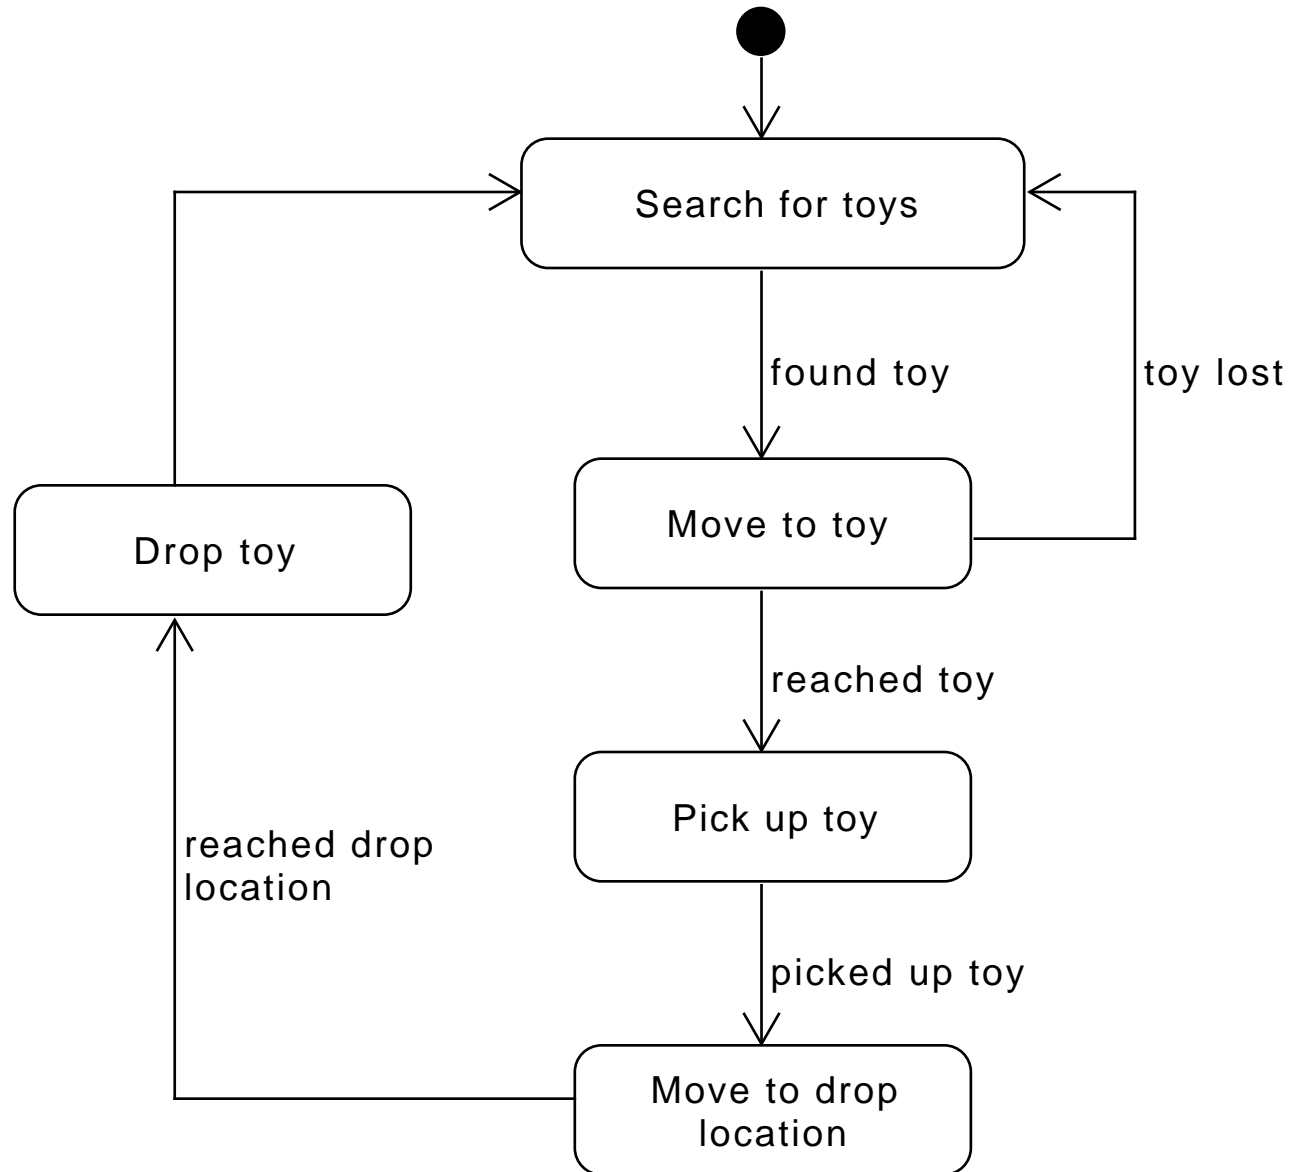 Search for toys
found toy
toy lost
Move to toy
Drop toy
reached toy
Pick up toy
reached drop
location
picked up toy
Move to drop
location